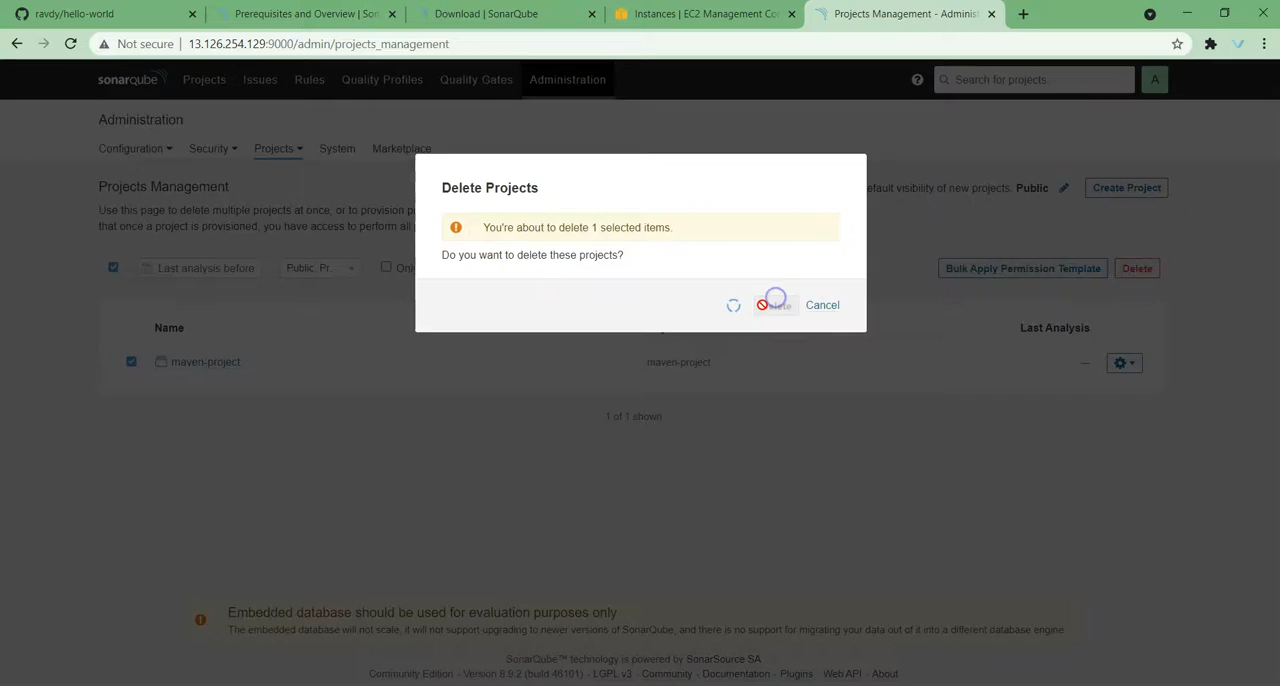 ravdy/hello-world
Prerequisites and Overview | Son
Download | SonarQube
Instances | EC2 Management Co
Projects Management - Administ
Not secure | 13.126.254.129:9000/admin/projects_management
sonarqube
Projects
Issues
Rules
Quality Profiles
Quality Gates
Administration
Search for projects...
A
Administration
Configuration
Security
Projects
System
Marketplace
Projects Management
efault visibility of new projects. Public
Create Project
Use this page to delete multiple projects at once, or to provision
that once a project is provisioned, you have access to perform all
Last analysis before
Public, Pr...
Onl
Bulk Apply Permission Template
Delete
Delete Projects
You're about to delete 1 selected items.
Do you want to delete these projects?
Cancel
Name
Last Analysis
maven-project
maven-project
—
1 of 1 shown
Embedded database should be used for evaluation purposes only
The embedded database will not scale, it will not support upgrading to newer versions of SonarQube, and there is no support for migrating your data out of it into a different database engine.
SonarQube™ technology is powered by SonarSource SA
Community Edition - Version 8.9.2 (build 46101) - LGPL v3 - Community - Documentation - Plugins - Web API - About